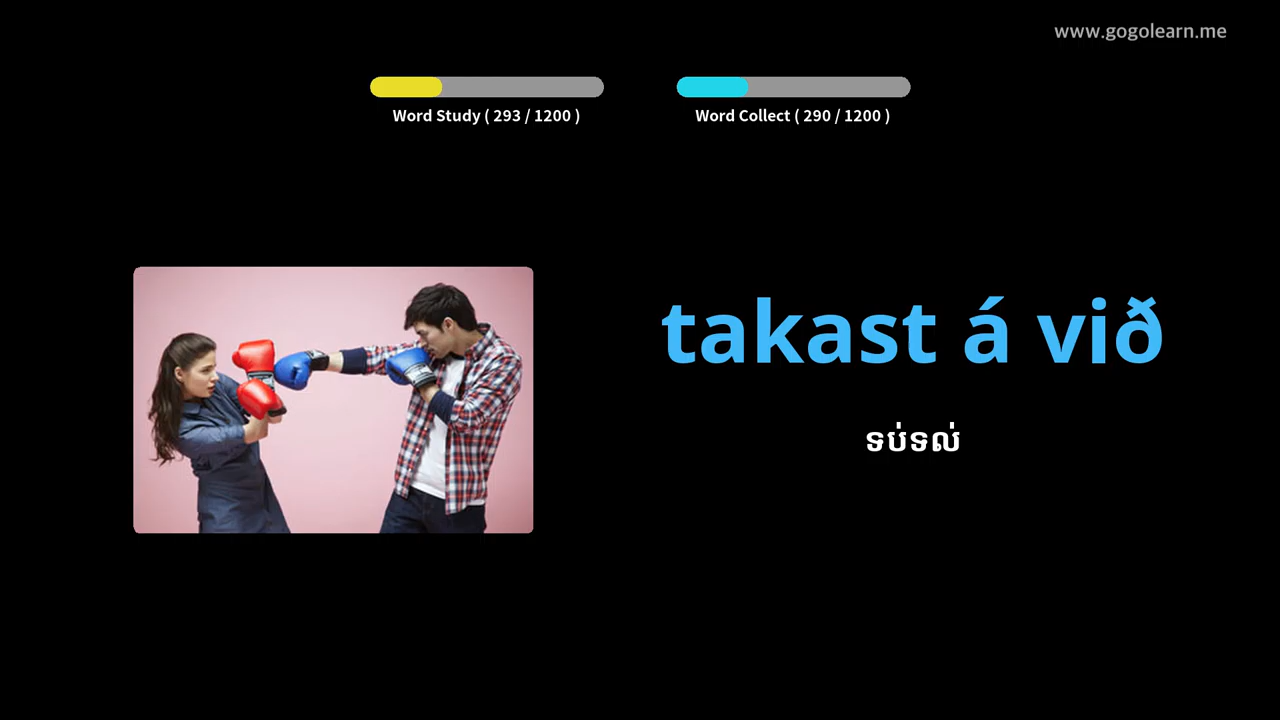 www.gogolearn.me
Word Study ( 293 / 1200 )
Word Collect ( 290 / 1200 )
takast á við
ទប់ទល់